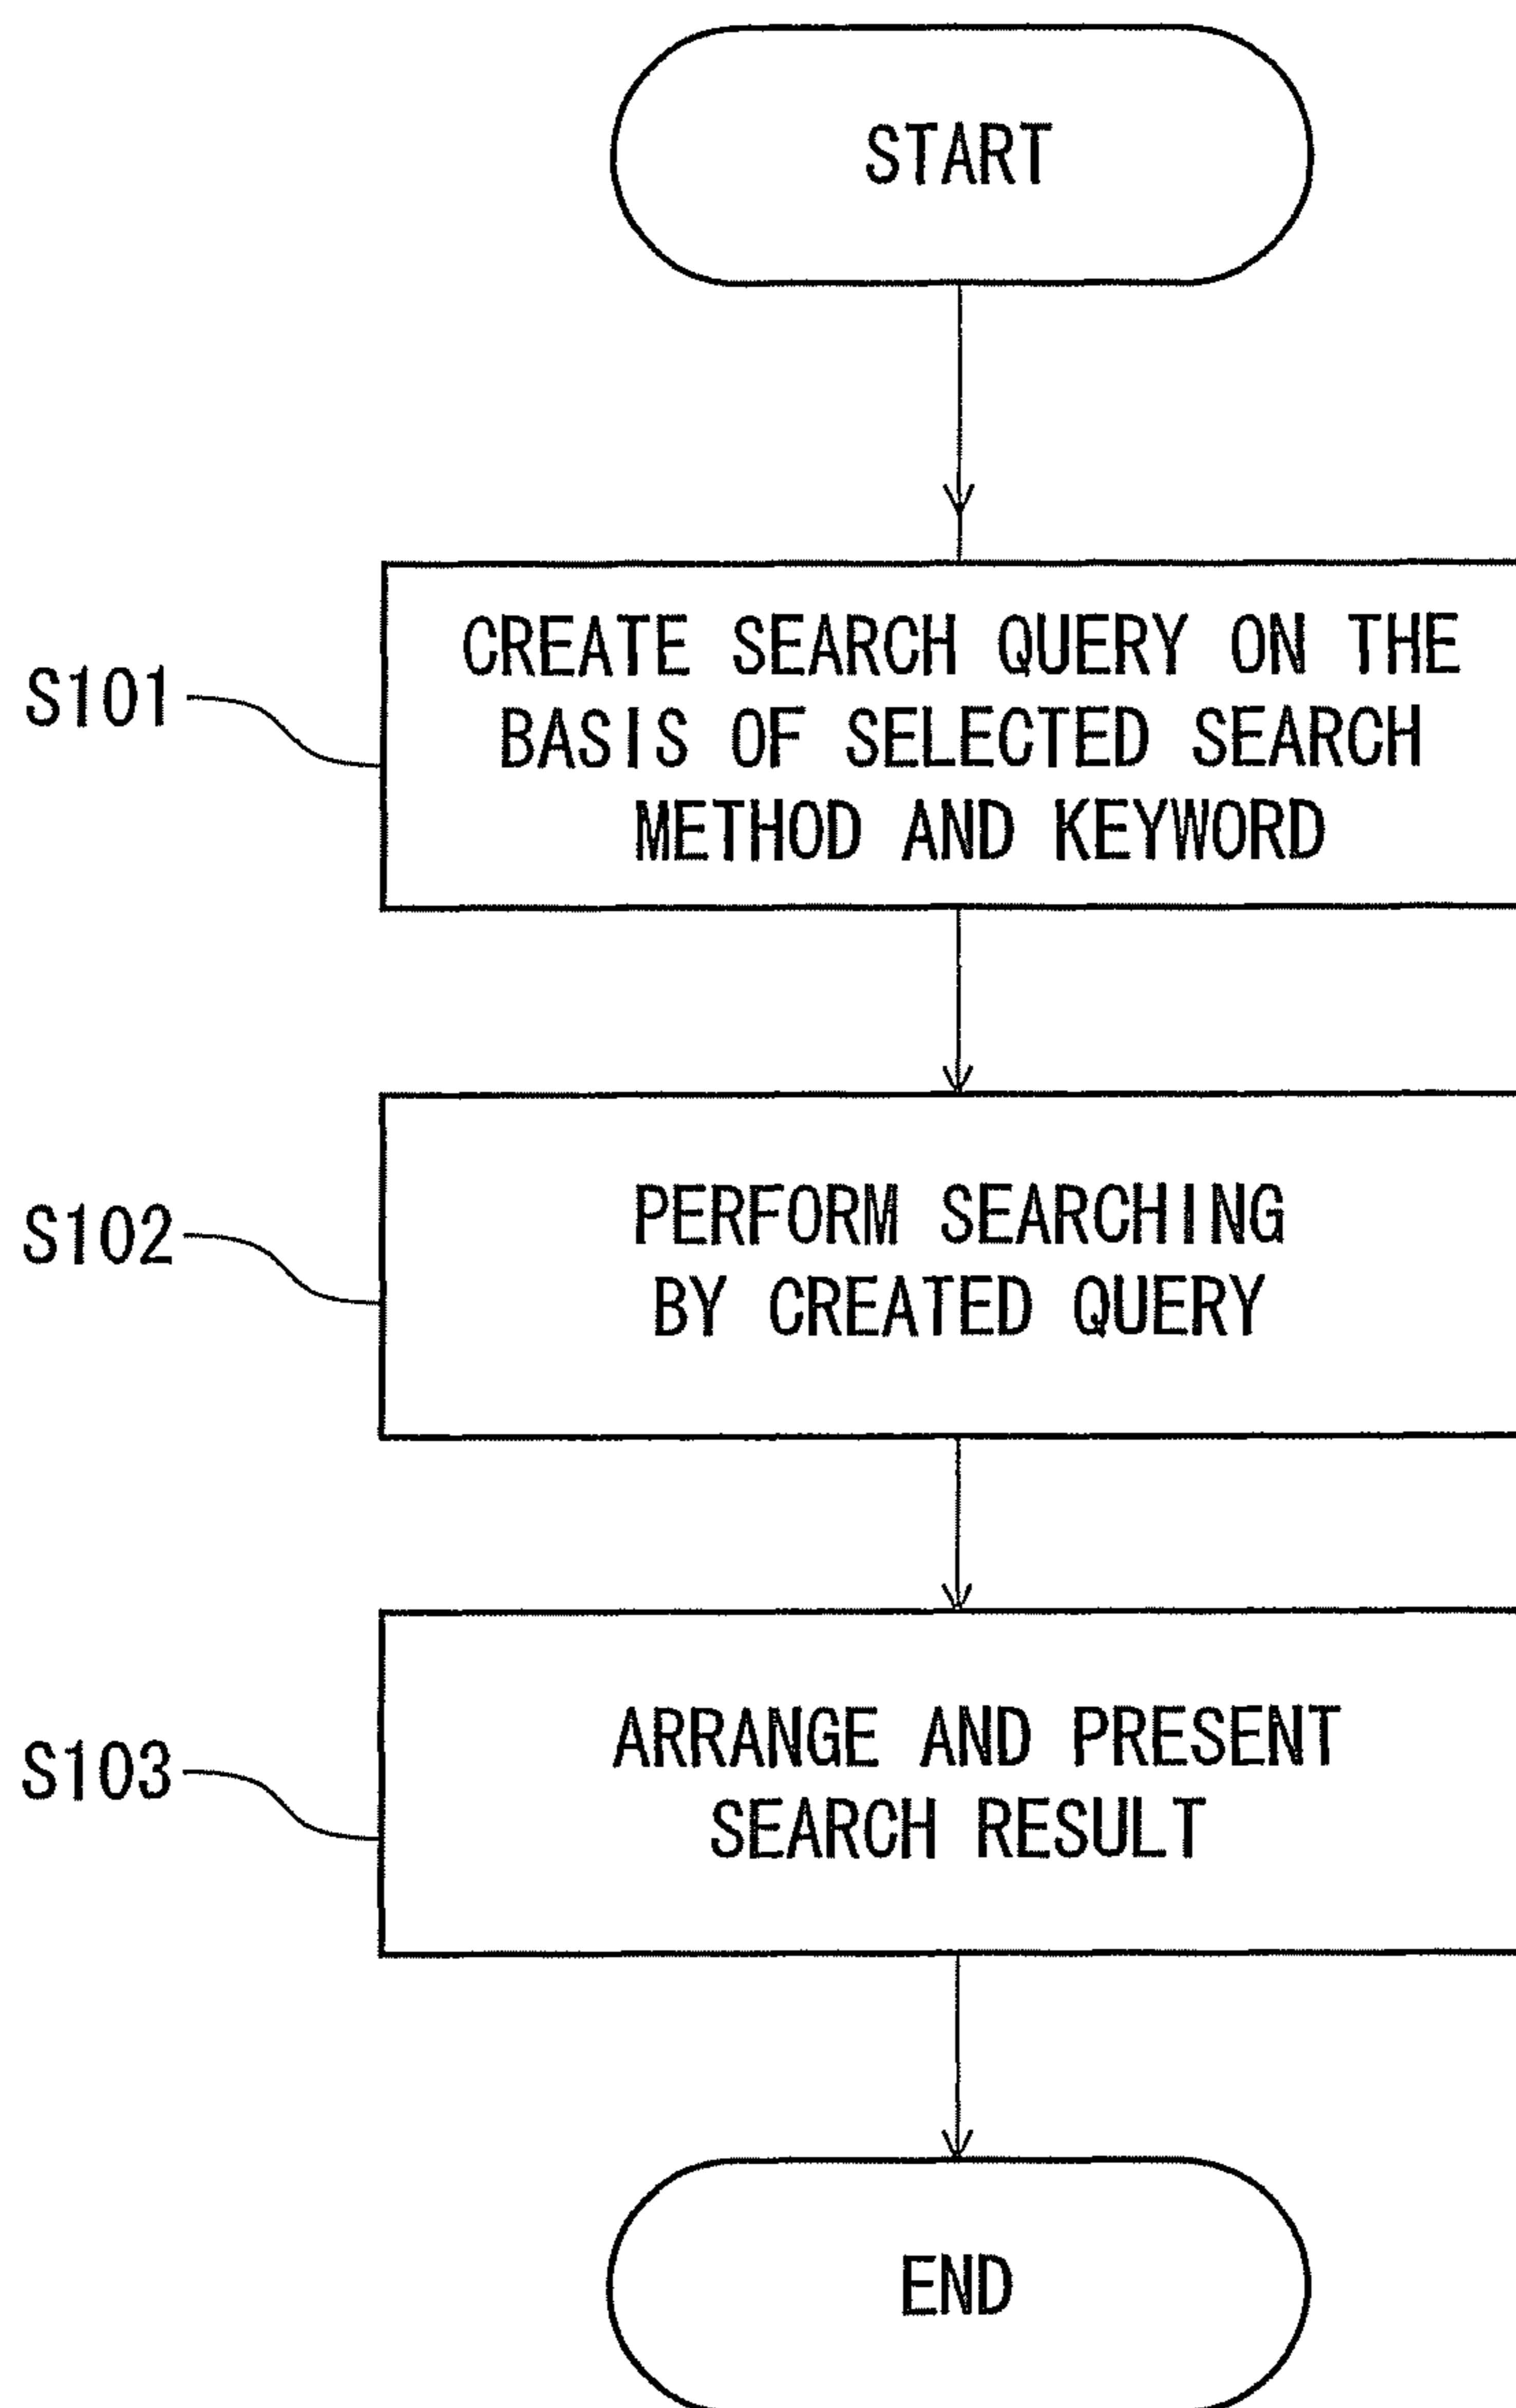 START
S101
CREATE SEARCH QUERY ON THE
BASIS OF SELECTED SEARCH
METHOD AND KEYWORD
S102
PERFORM SEARCHING
BY CREATED QUERY
S103
ARRANGE AND PRESENT
SEARCH RESULT
END